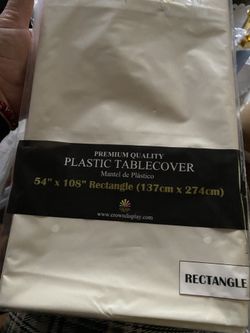 PREMIUM QUALITY
PLASTIC TABLECOVER
Mantel de Plástico
54" x 108" Rectangle (137cm x 274cm)
www.crowndisplay.com
RECTANGLE